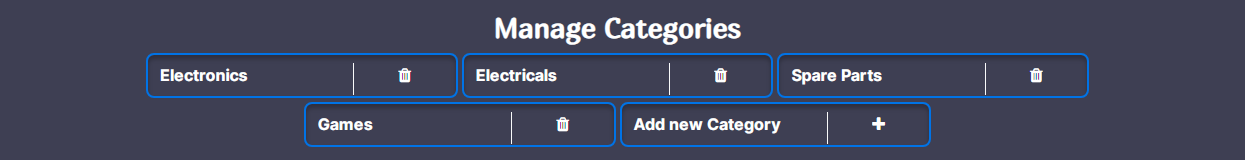 Manage Categories
Electronics
Electricals
Spare Parts
Games
Add new Category